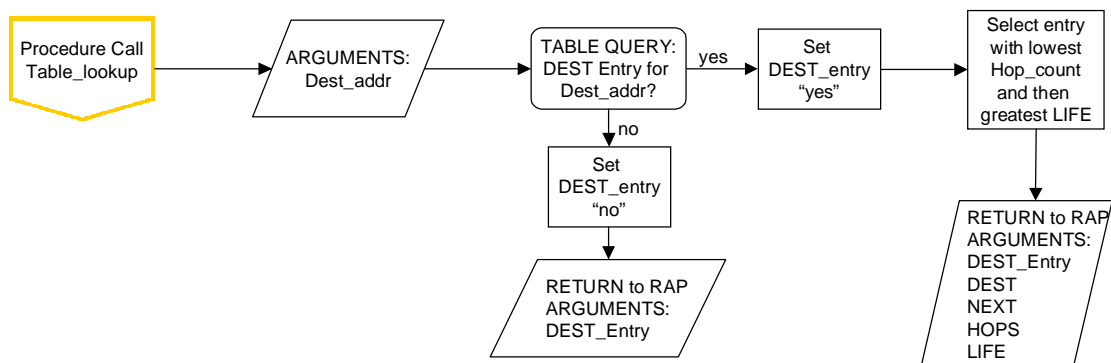 Procedure Call
Table_lookup
ARGUMENTS:
Dest_addr
TABLE QUERY:
DEST Entry for
Dest_addr?
yes
Set
DEST_entry
“yes”
Select entry
with lowest
Hop_count
and then
greatest LIFE
no
Set
DEST_entry
“no”
RETURN to RAP
ARGUMENTS:
DEST_Entry
RETURN to RAP
ARGUMENTS:
DEST_Entry
DEST
NEXT
HOPS
LIFE